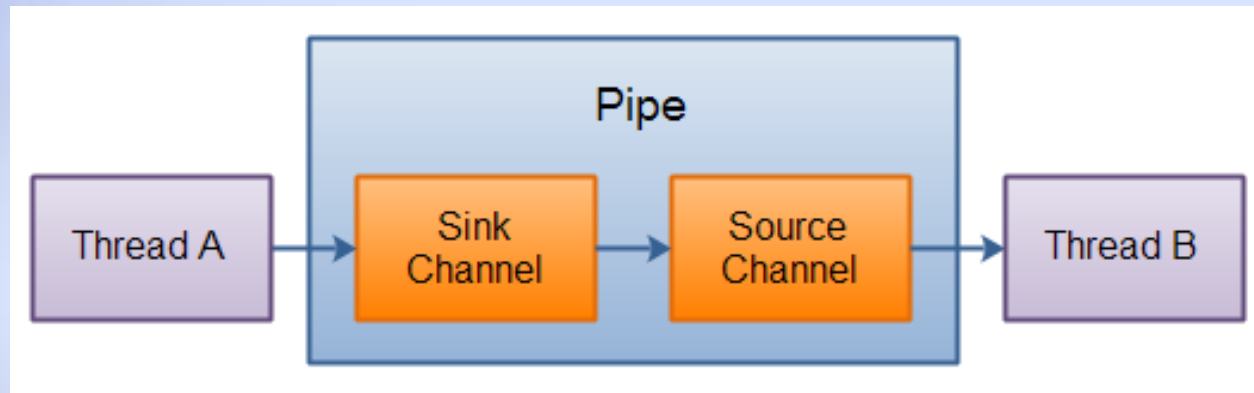 Pipe
Thread A
Sink
Channel
Source
Channel
Thread B